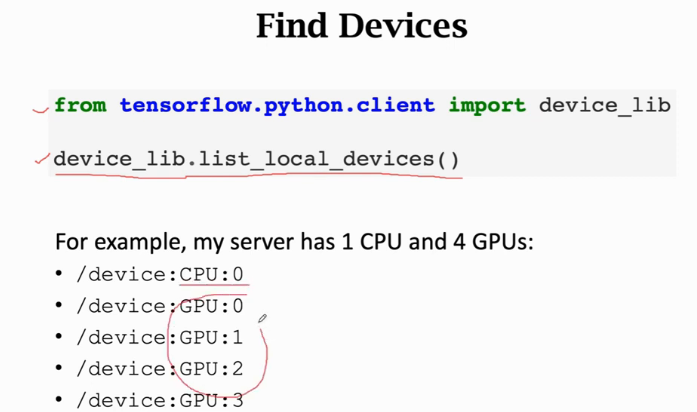 Find Devices
from tensorflow.python.client import device_lib
device_lib.list_local_devices()
For example, my server has 1 CPU and 4 GPUs:
• /device:CPU:0
• /device:GPU:0
• /device:GPU:1
• /device:GPU:2
• /device:GPU:3